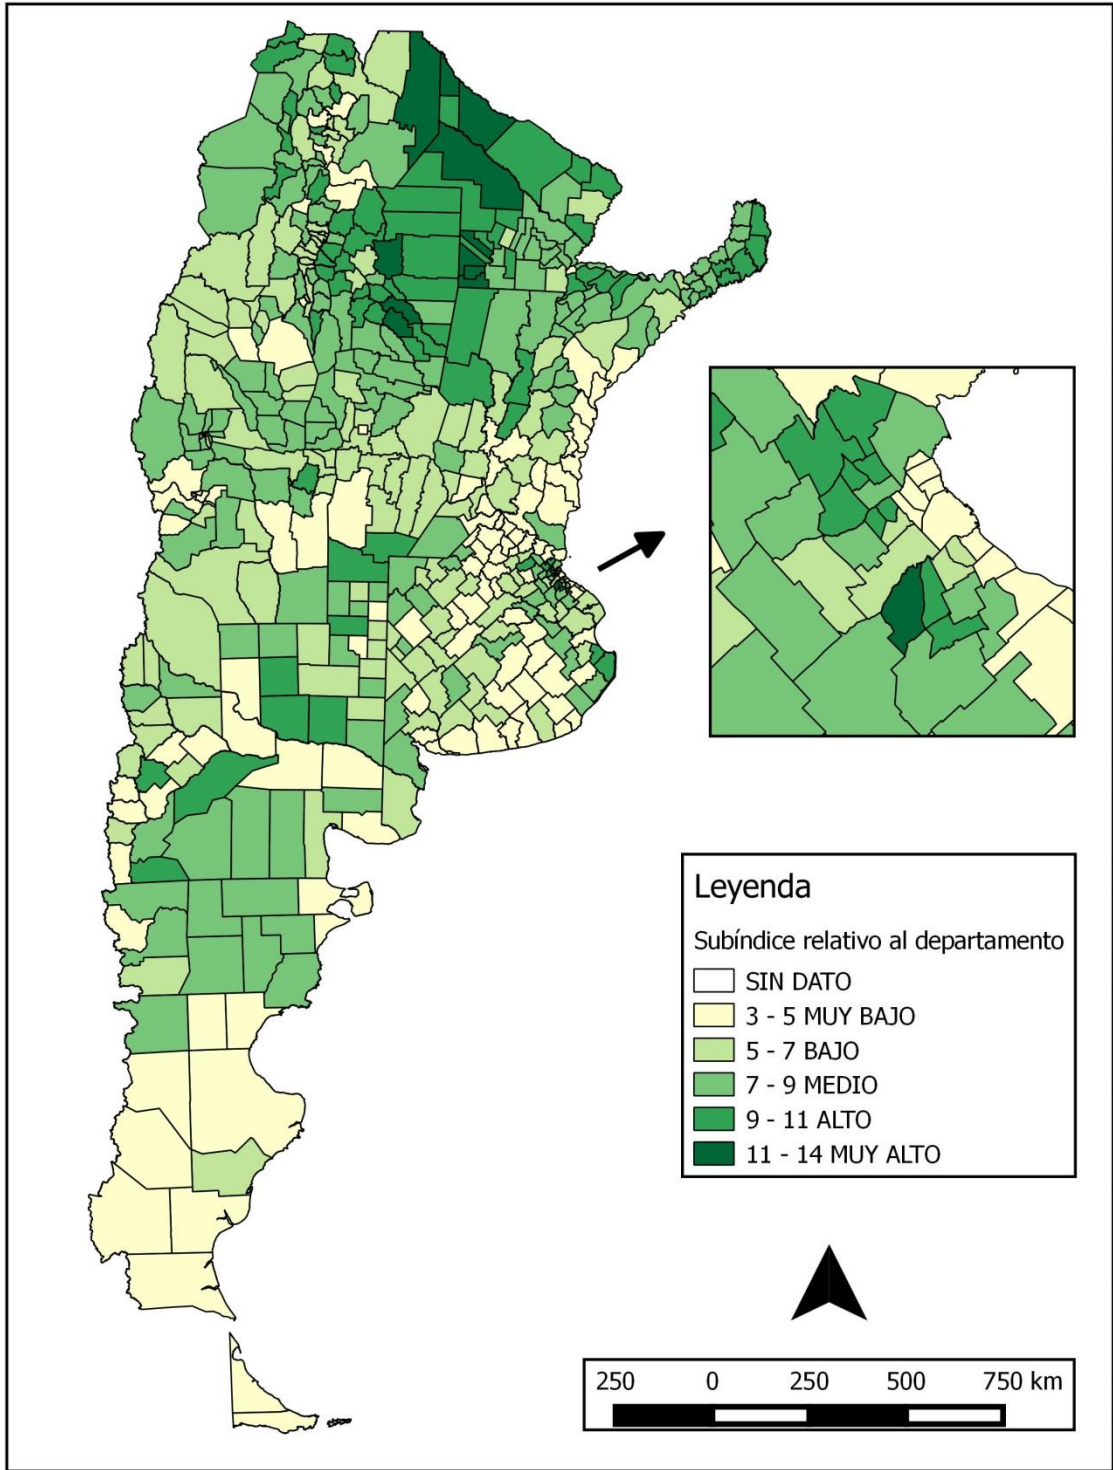 Leyenda
Subíndice relativo al departamento
SIN DATO
3 - 5 MUY BAJO
5 - 7 BAJO
7 - 9 MEDIO
9 - 11 ALTO
11 - 14 MUY ALTO
250 0 250 500 750 km